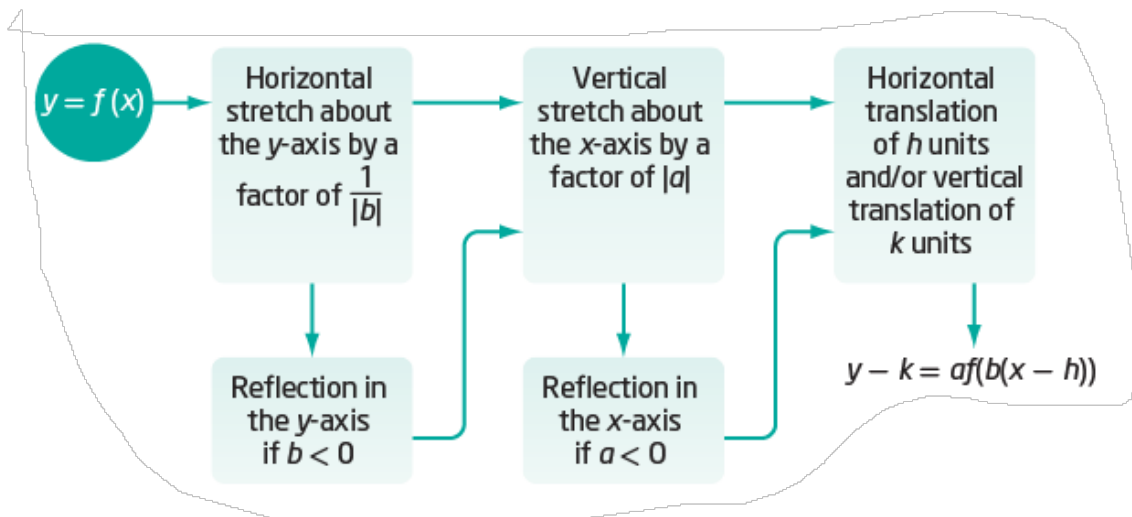 y = f(x)
Horizontal
stretch about
the y-axis by a
factor of 1/|b|
Vertical
stretch about
the x-axis by a
factor of |a|
Horizontal
translation
of h units
and/or vertical
translation of
k units
Reflection in
the y-axis
if b < 0
Reflection in
the x-axis
if a < 0
y − k = af(b(x − h))